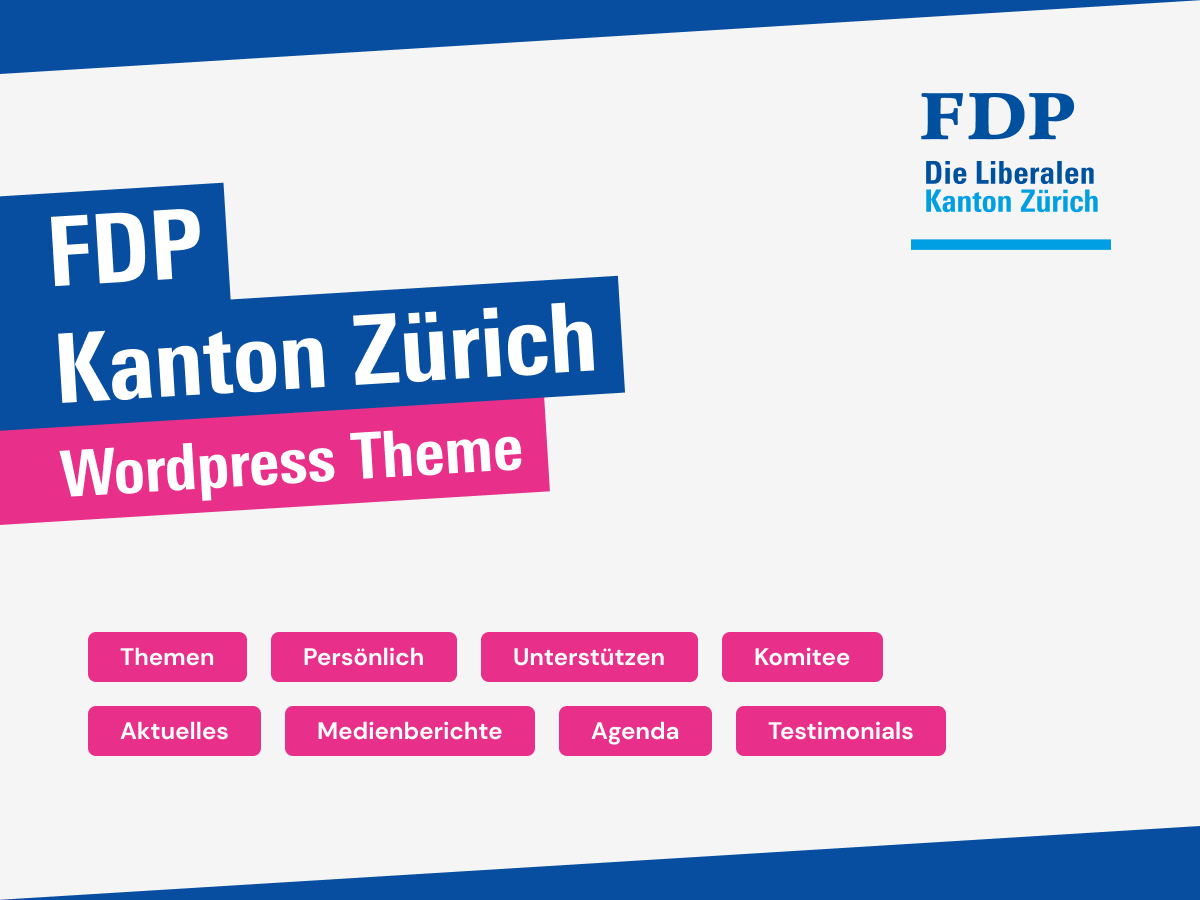 FDP
Die Liberalen
Kanton Zürich
FDP
Kanton Zürich
Wordpress Theme
Themen Persönlich Unterstützen Komitee
Aktuelles Medienberichte Agenda Testimonials